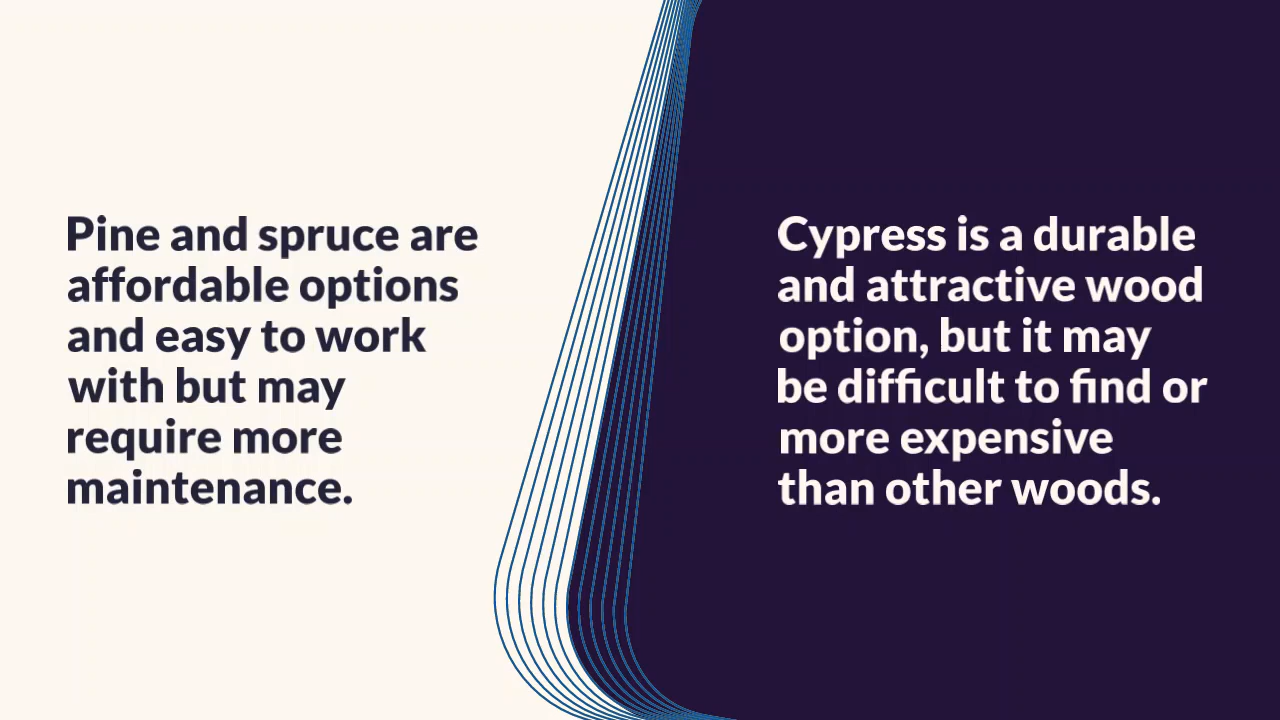 Pine and spruce are
affordable options
and easy to work
with but may
require more
maintenance.
Cypress is a durable
and attractive wood
option, but it may
be difficult to find or
more expensive
than other woods.